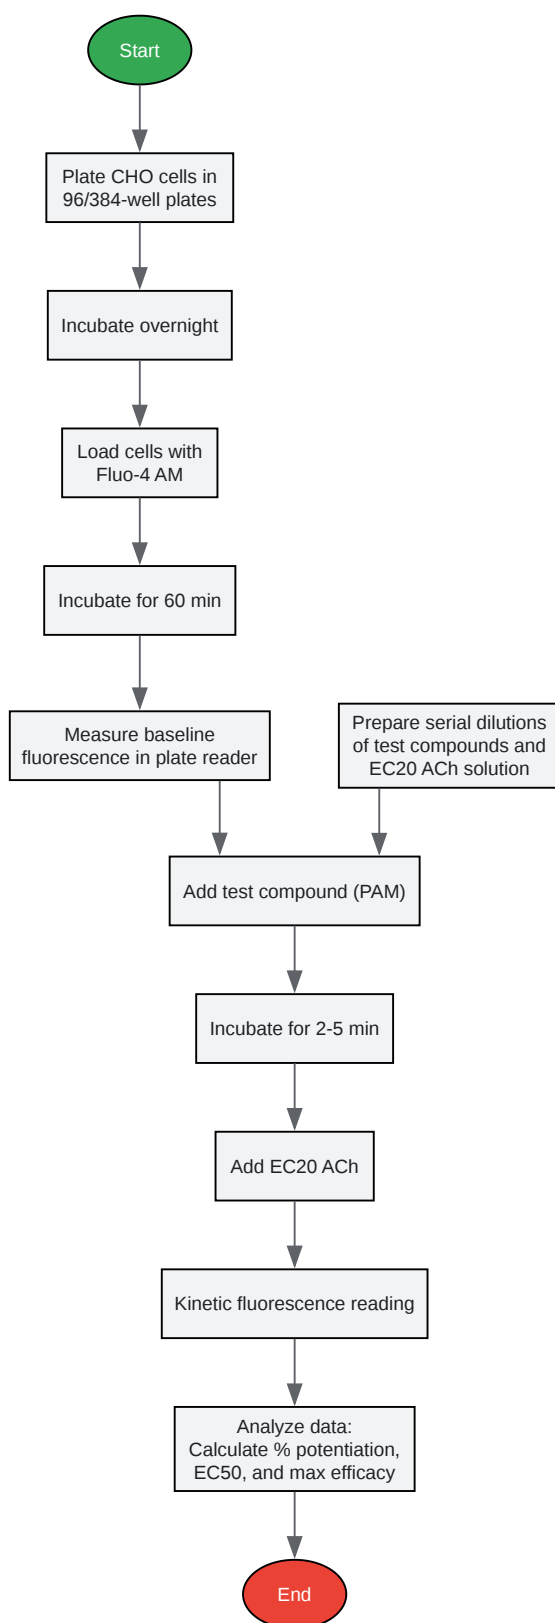 Start
Plate CHO cells in
96/384-well plates
Incubate overnight
Load cells with
Fluo-4 AM
Incubate for 60 min
Measure baseline
fluorescence in plate reader
Prepare serial dilutions
of test compounds and
EC20 ACh solution
Add test compound (PAM)
Incubate for 2-5 min
Add EC20 ACh
Kinetic fluorescence reading
Analyze data:
Calculate % potentiation,
EC50, and max efficacy
End